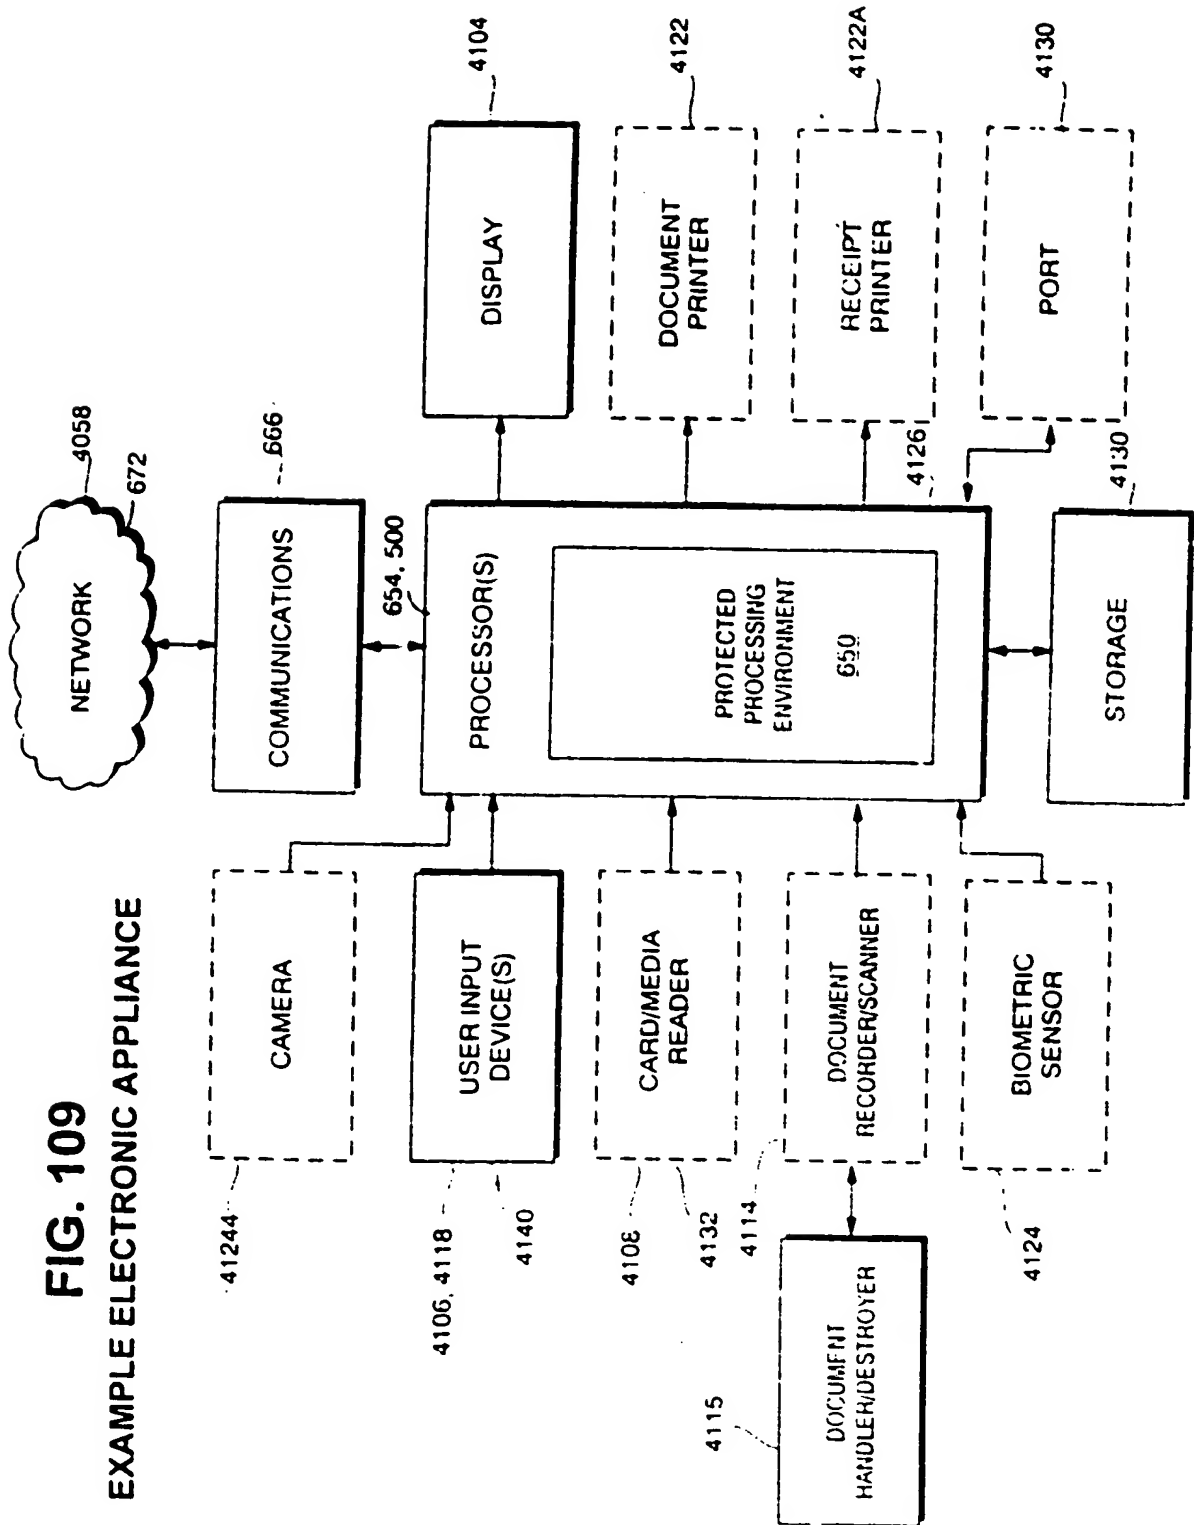 FIG. 109
EXAMPLE ELECTRONIC APPLIANCE
NETWORK
4058
672
COMMUNICATIONS
666
654, 500
PROCESSOR(S)
PROTECTED
PROCESSING
ENVIRONMENT
650
4126
STORAGE
4130
41244
CAMERA
4106, 4118
4140
USER INPUT
DEVICE(S)
4108
4132
CARD/MEDIA
READER
4114
DOCUMENT
RECORDER/SCANNER
4115
DOCUMENT
HANDLER/DESTROYER
4124
BIOMETRIC
SENSOR
DISPLAY
4104
DOCUMENT
PRINTER
4122
RECEIPT
PRINTER
4122A
PORT
4130